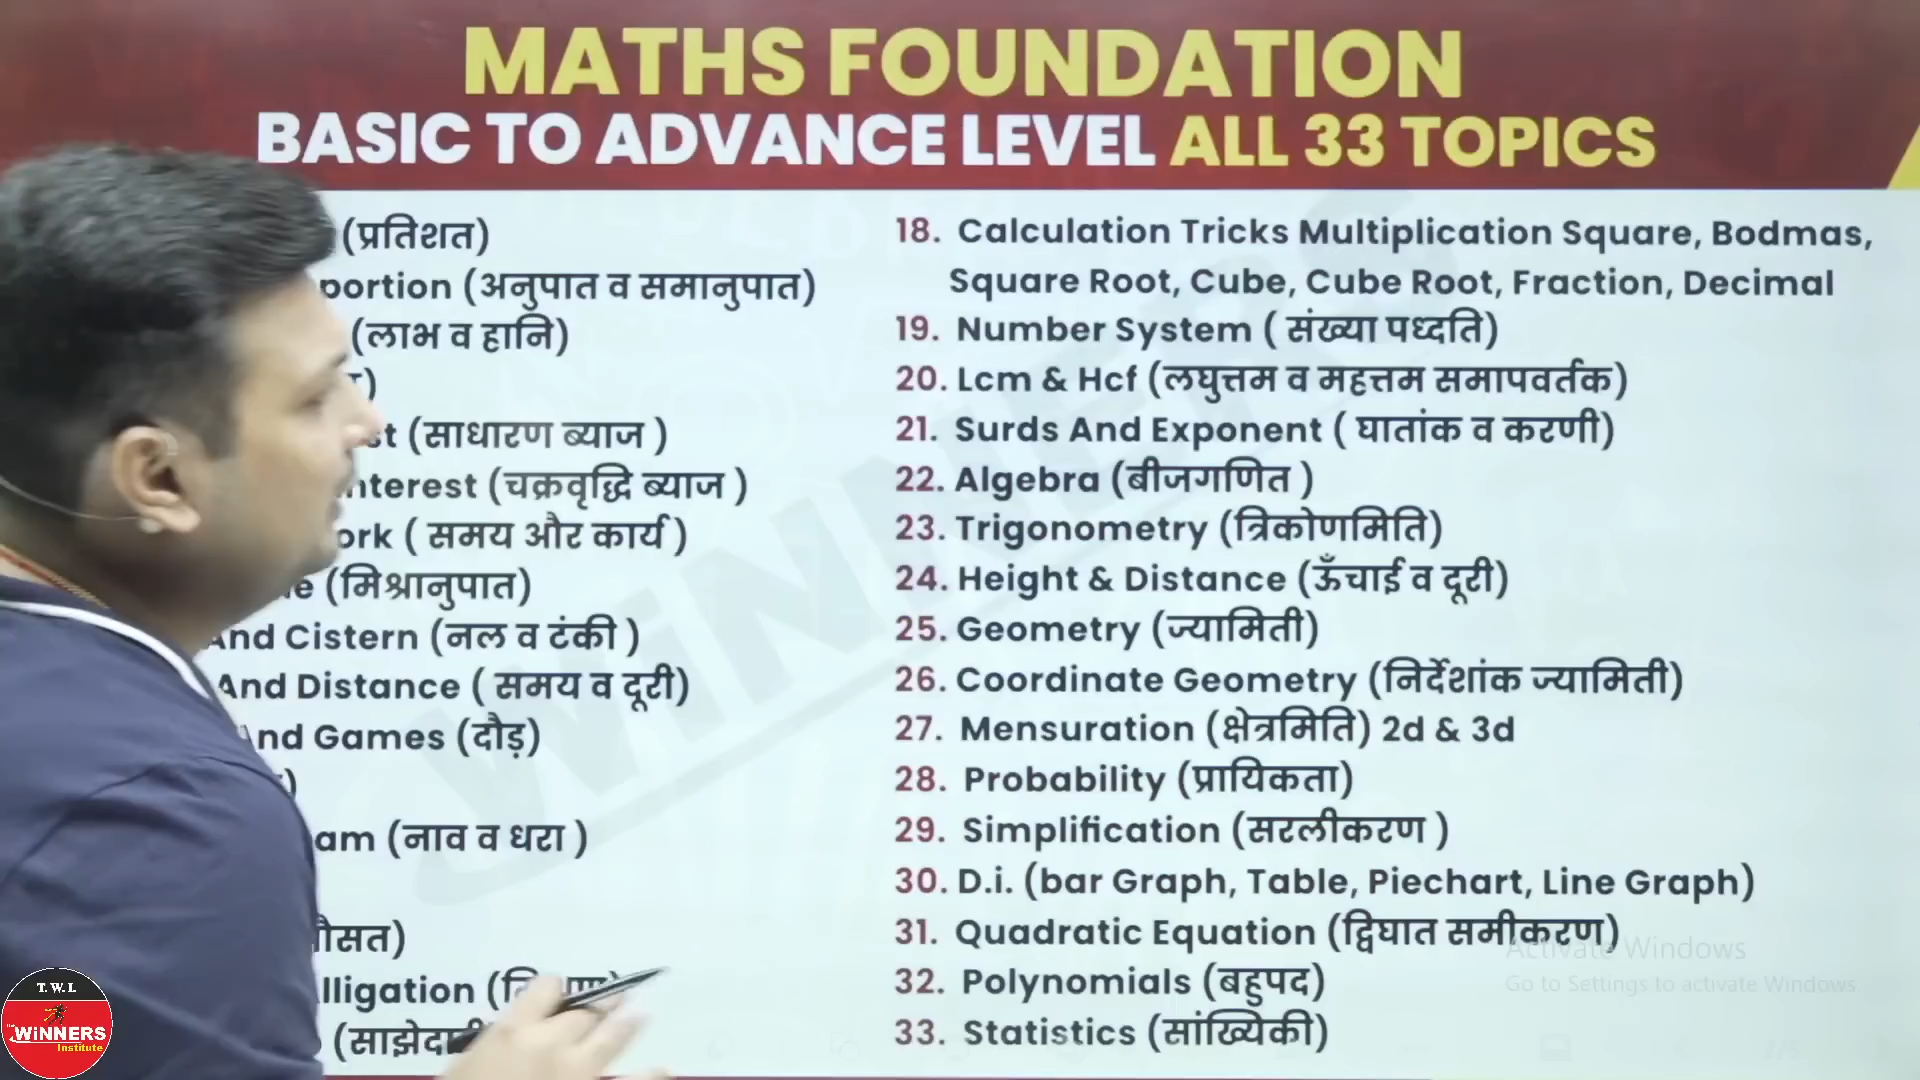 MATHS FOUNDATION
BASIC TO ADVANCE LEVEL ALL 33 TOPICS
(प्रतिशत)
portion (अनुपात व समानुपात)
(लाभ व हानि)
st (साधारण ब्याज )
nterest (चक्रवृद्धि ब्याज )
ork ( समय और कार्य )
e (मिश्रानुपात)
And Cistern (नल व टंकी )
And Distance ( समय व दूरी)
And Games (दौड़)
am (नाव व धरा )
ौसत)
lligation
(साझेदा
18. Calculation Tricks Multiplication Square, Bodmas,
Square Root, Cube, Cube Root, Fraction, Decimal
19. Number System ( संख्या पध्दति)
20. Lcm & Hcf (लघुत्तम व महत्तम समापवर्तक)
21. Surds And Exponent ( घातांक व करणी)
22. Algebra (बीजगणित )
23. Trigonometry (त्रिकोणमिति)
24. Height & Distance (ऊँचाई व दूरी)
25. Geometry (ज्यामिती)
26. Coordinate Geometry (निर्देशांक ज्यामिती)
27. Mensuration (क्षेत्रमिति) 2d & 3d
28. Probability (प्रायिकता)
29. Simplification (सरलीकरण )
30. D.i. (bar Graph, Table, Piechart, Line Graph)
31. Quadratic Equation (द्विघात समीकरण)
32. Polynomials (बहुपद)
33. Statistics (सांख्यिकी)
WiNNERS
Activate Windows
Go to Settings to activate Windows.
T.W.L
The WiNNERS
Institute